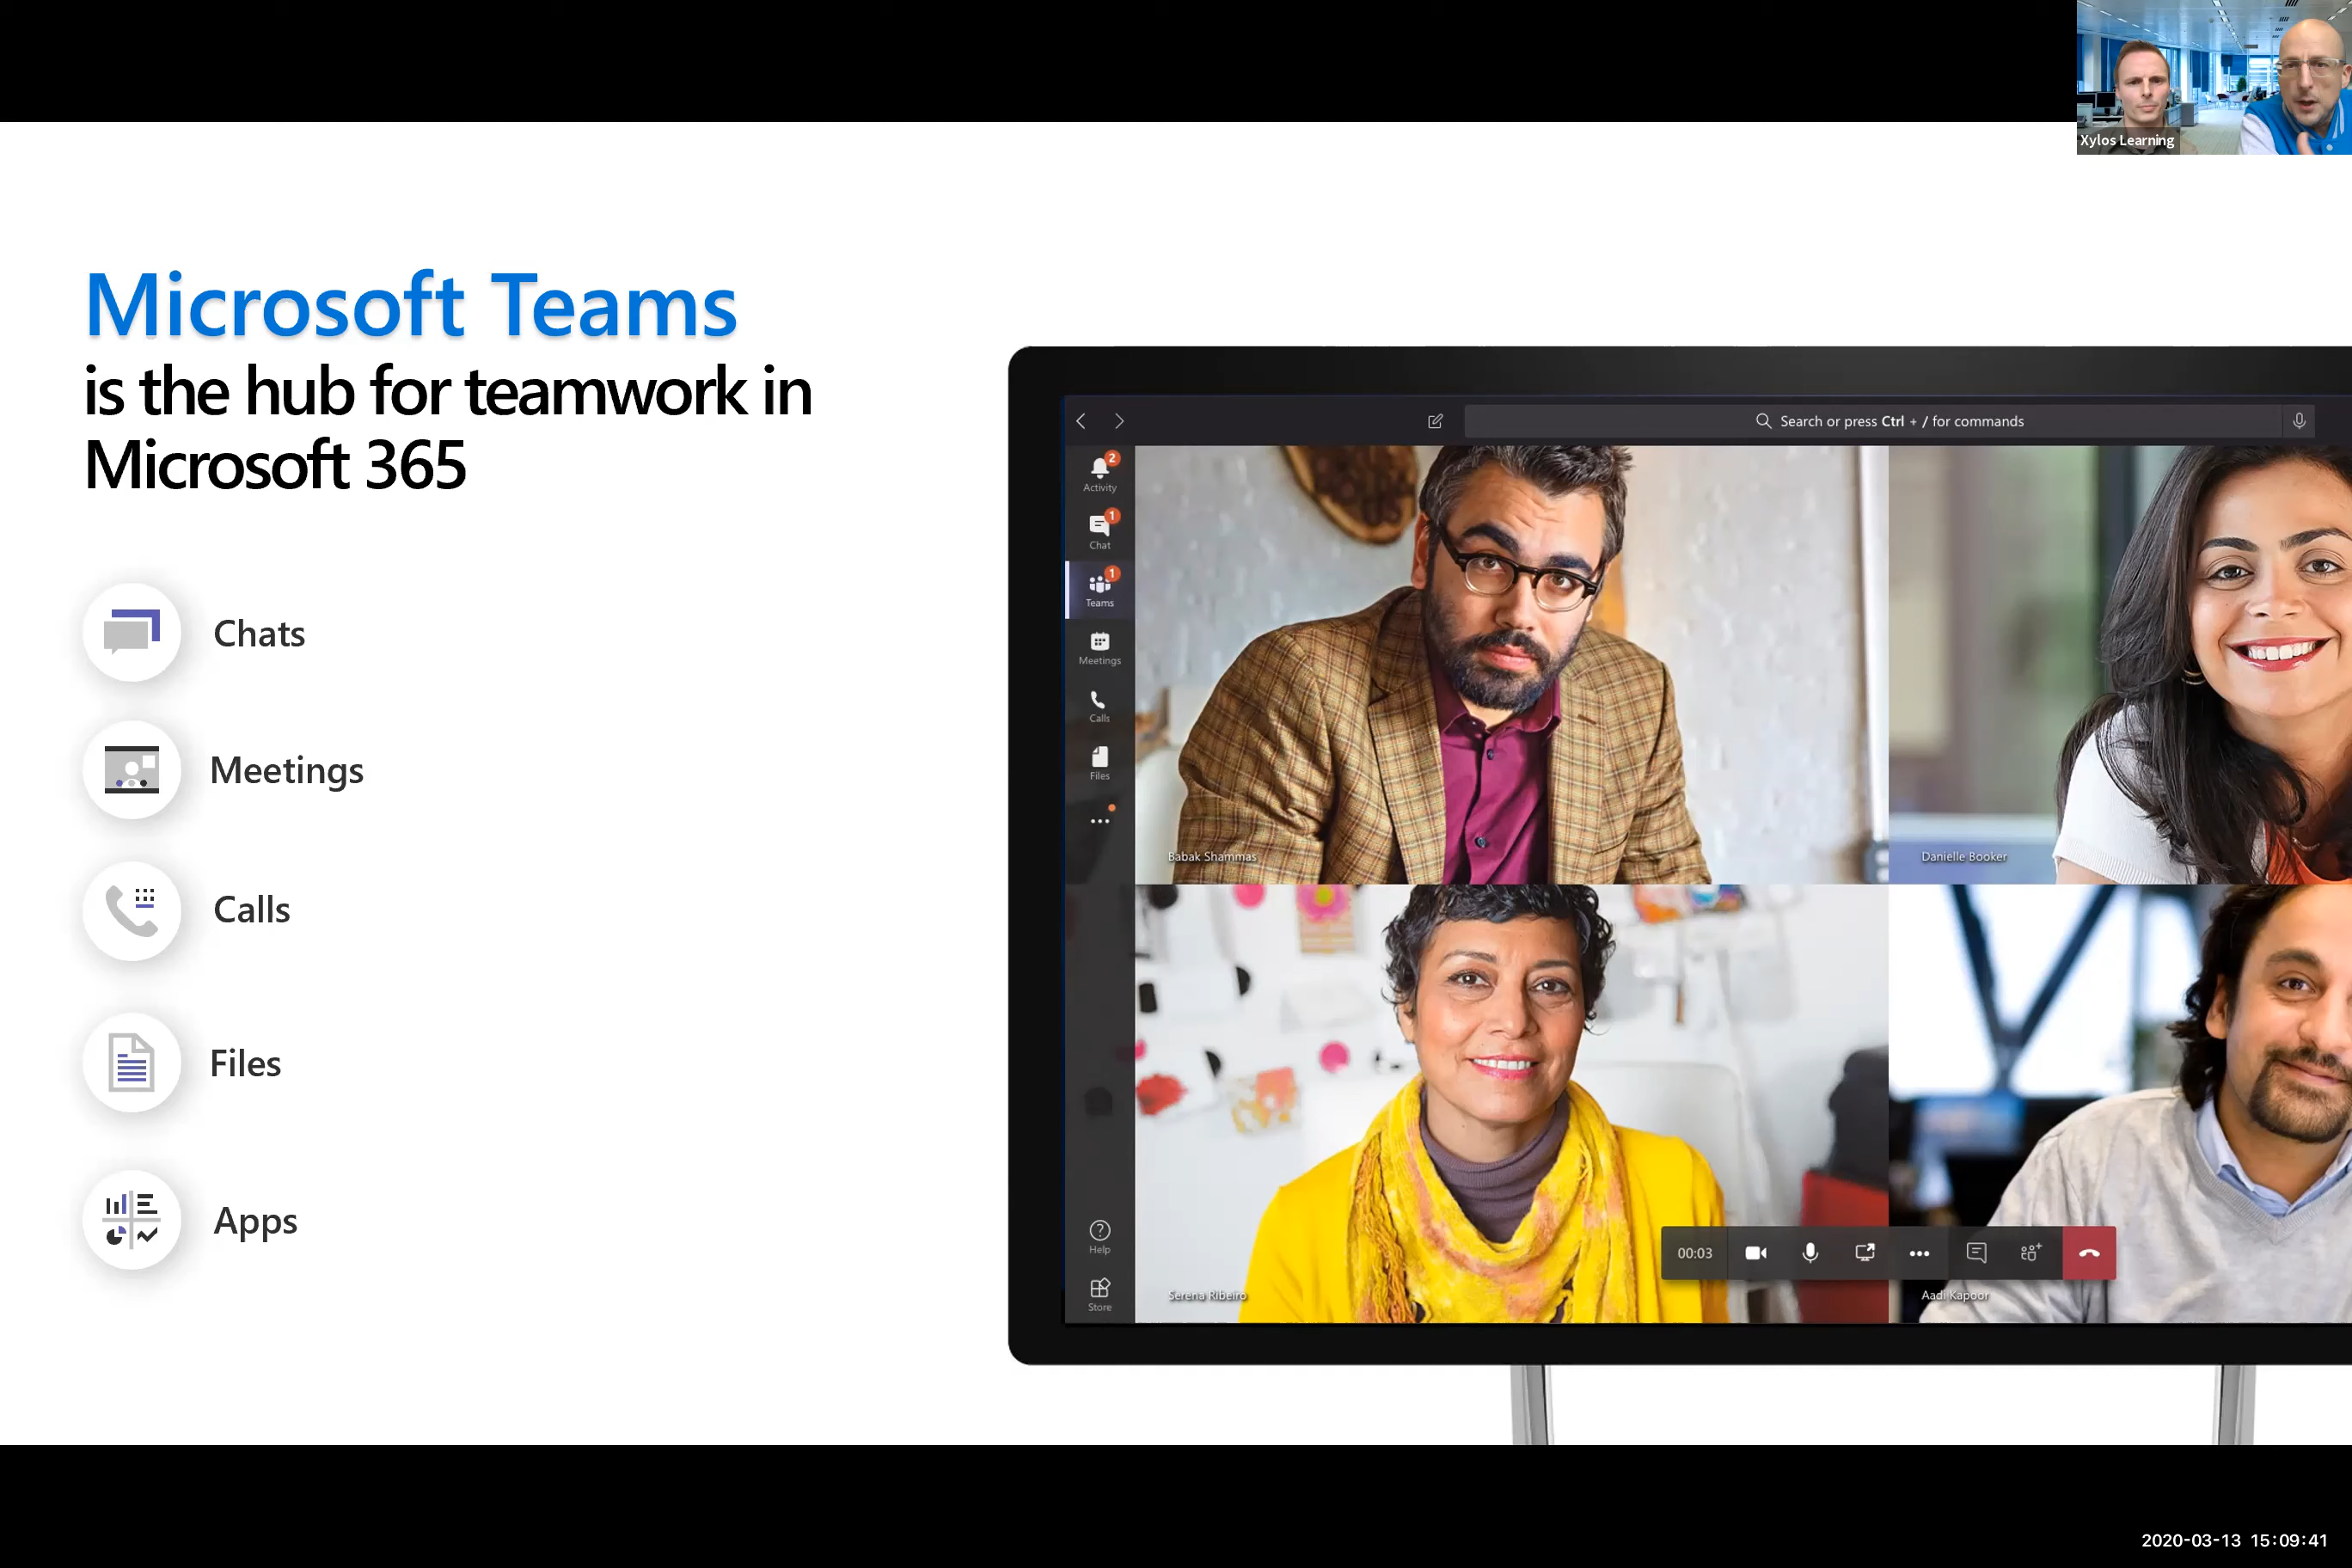 Xylos Learning
Microsoft Teams
is the hub for teamwork in
Microsoft 365
Chats
Meetings
Calls
Files
Apps
Search or press Ctrl + / for commands
2
Activity
1
Chat
1
Teams
Meetings
Calls
Files
Help
Store
Babak Shammas
Danielle Booker
Serena Ribeiro
Aadi Kapoor
00:03
2020-03-13 15:09:41